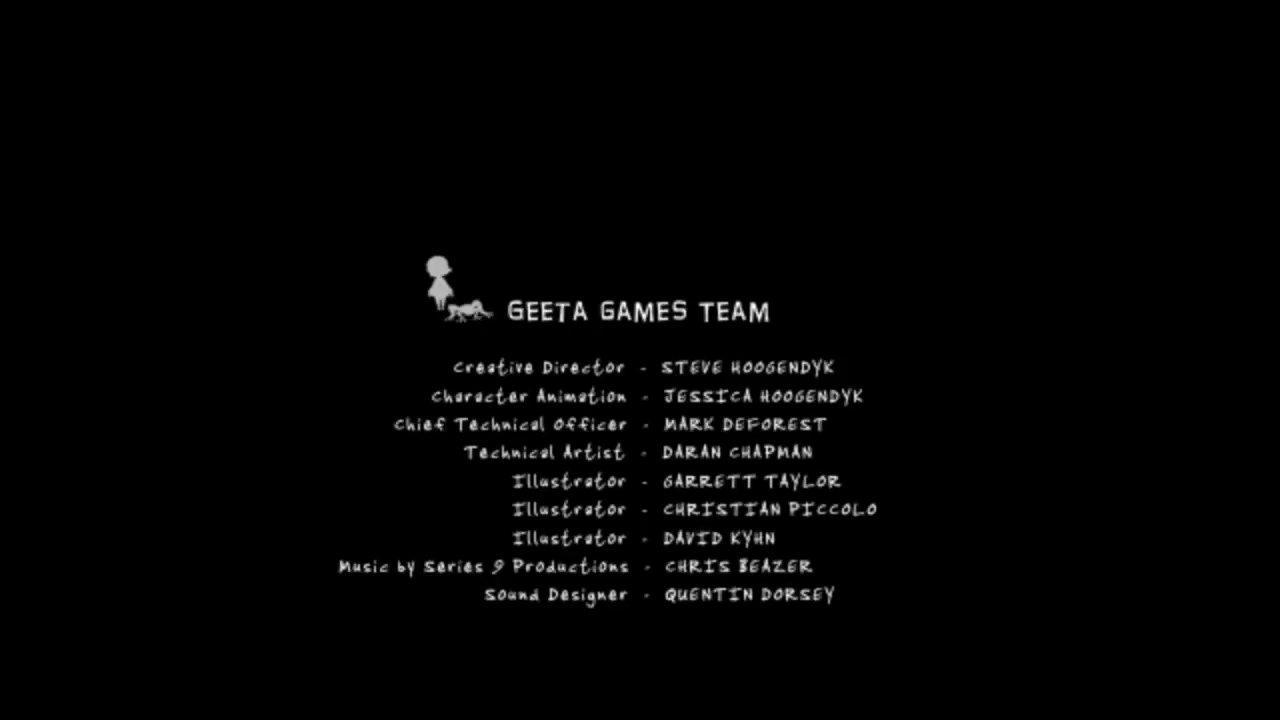 GEETA GAMES TEAM
Creative Director - STEVE HOOGENDYK
Character Animation - JESSICA HOOGENDYK
Chief Technical Officer - MARK DEFOREST
Technical Artist - DARAN CHAPMAN
Illustrator - GARRETT TAYLOR
Illustrator - CHRISTIAN PICCOLO
Illustrator - DAVID KYHN
Music by Series 9 Productions - CHRIS BEAZER
Sound Designer - QUENTIN DORSEY